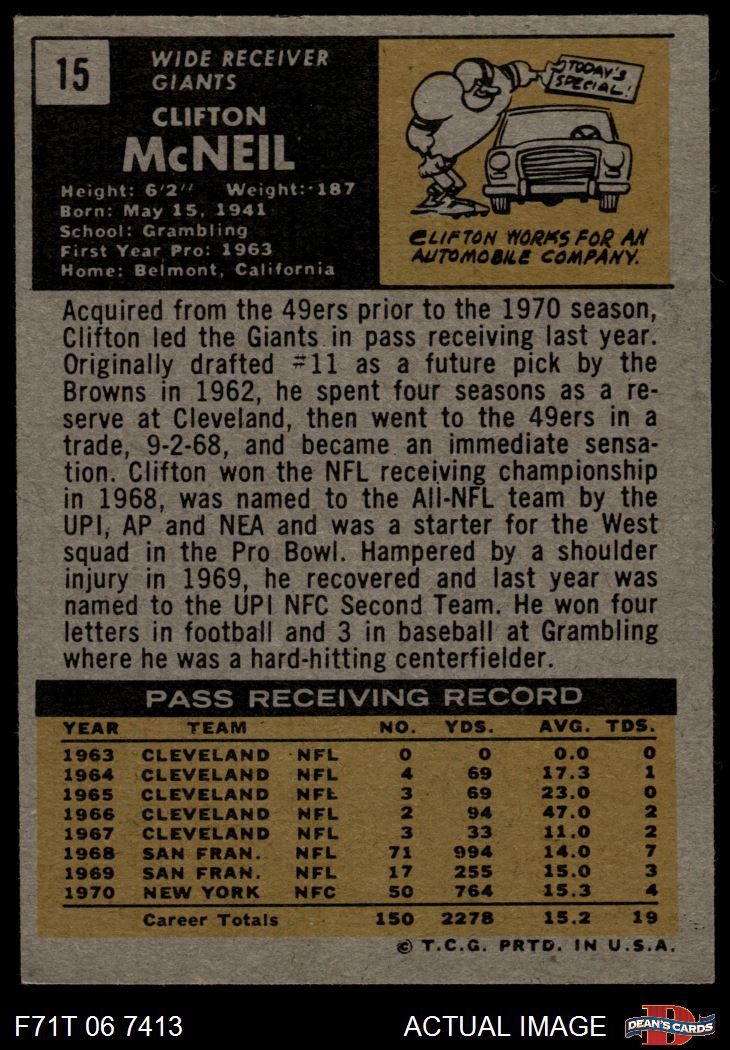 15
WIDE RECEIVER
GIANTS
CLIFTON
McNEIL
Height: 6'2" Weight: 187
Born: May 15, 1941
School: Grambling
First Year Pro: 1963
Home: Belmont, California
TODAY'S
SPECIAL!
CLIFTON WORKS FOR AN
AUTOMOBILE COMPANY.
Acquired from the 49ers prior to the 1970 season,
Clifton led the Giants in pass receiving last year.
Originally drafted #11 as a future pick by the
Browns in 1962, he spent four seasons as a re-
serve at Cleveland, then went to the 49ers in a
trade, 9-2-68, and became an immediate sensa-
tion. Clifton won the NFL receiving championship
in 1968, was named to the All-NFL team by the
UPI, AP and NEA and was a starter for the West
squad in the Pro Bowl. Hampered by a shoulder
injury in 1969, he recovered and last year was
named to the UPI NFC Second Team. He won four
letters in football and 3 in baseball at Grambling
where he was a hard-hitting centerfielder.
PASS RECEIVING RECORD
YEAR TEAM NO. YDS. AVG. TDS.
1963 CLEVELAND NFL 0 0 0.0 0
1964 CLEVELAND NFL 4 69 17.3 1
1965 CLEVELAND NFL 3 69 23.0 0
1966 CLEVELAND NFL 2 94 47.0 2
1967 CLEVELAND NFL 3 33 11.0 2
1968 SAN FRAN. NFL 71 994 14.0 7
1969 SAN FRAN. NFL 17 255 15.0 3
1970 NEW YORK NFC 50 764 15.3 4
Career Totals 150 2278 15.2 19
© T.C.G. PRTD. IN U.S.A.
F71T 06 7413 ACTUAL IMAGE
D
DEAN'S CARDS